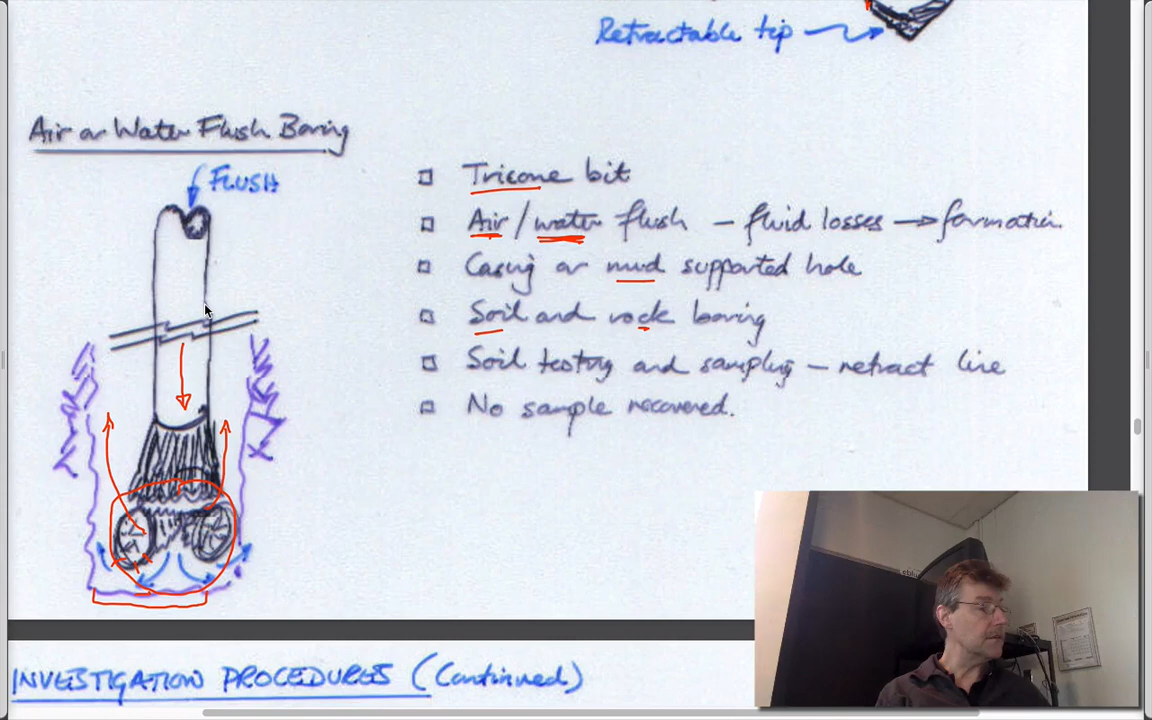 Retractable tip
Air or Water Flush Boring
FLUSH
Tricone bit
Air / water flush – fluid losses → formation.
Casing or mud supported hole
Soil and rock boring
Soil testing and sampling – retract line
No sample recovered.
INVESTIGATION PROCEDURES (Continued)